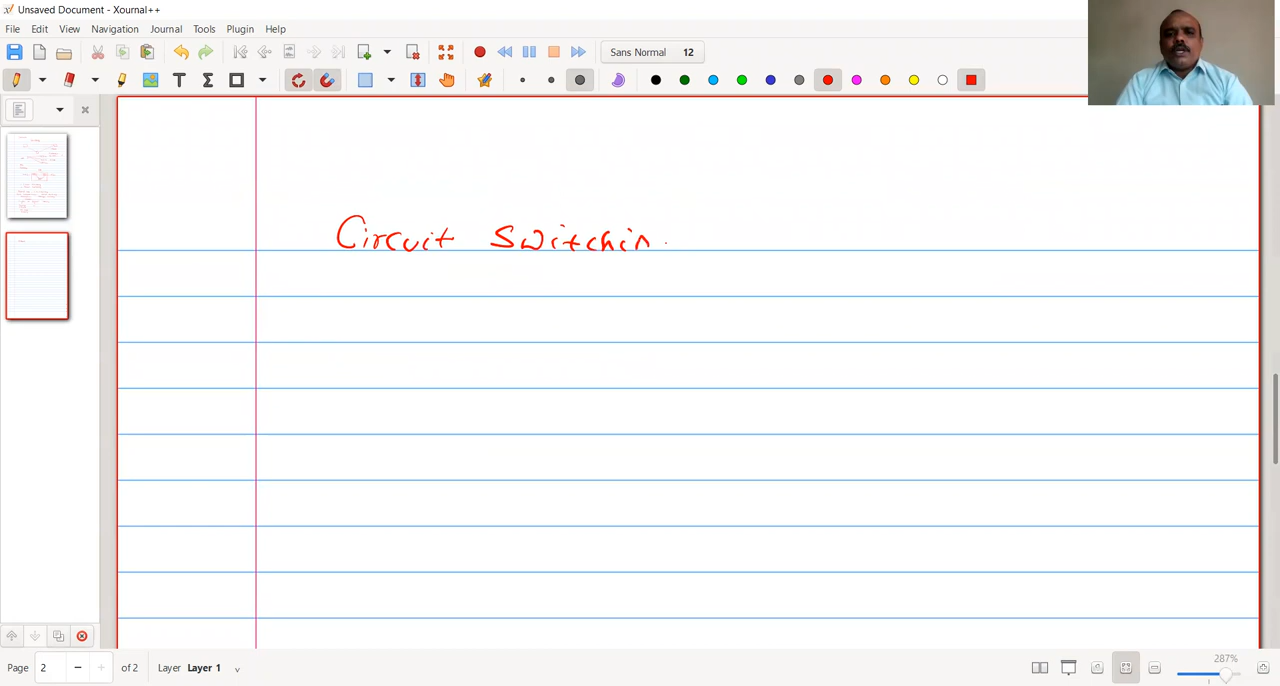 Unsaved Document - Xournal++
File Edit View Navigation Journal Tools Plugin Help
Sans Normal 12
Circuit Switchin
Page 2 of 2 Layer Layer 1
287%